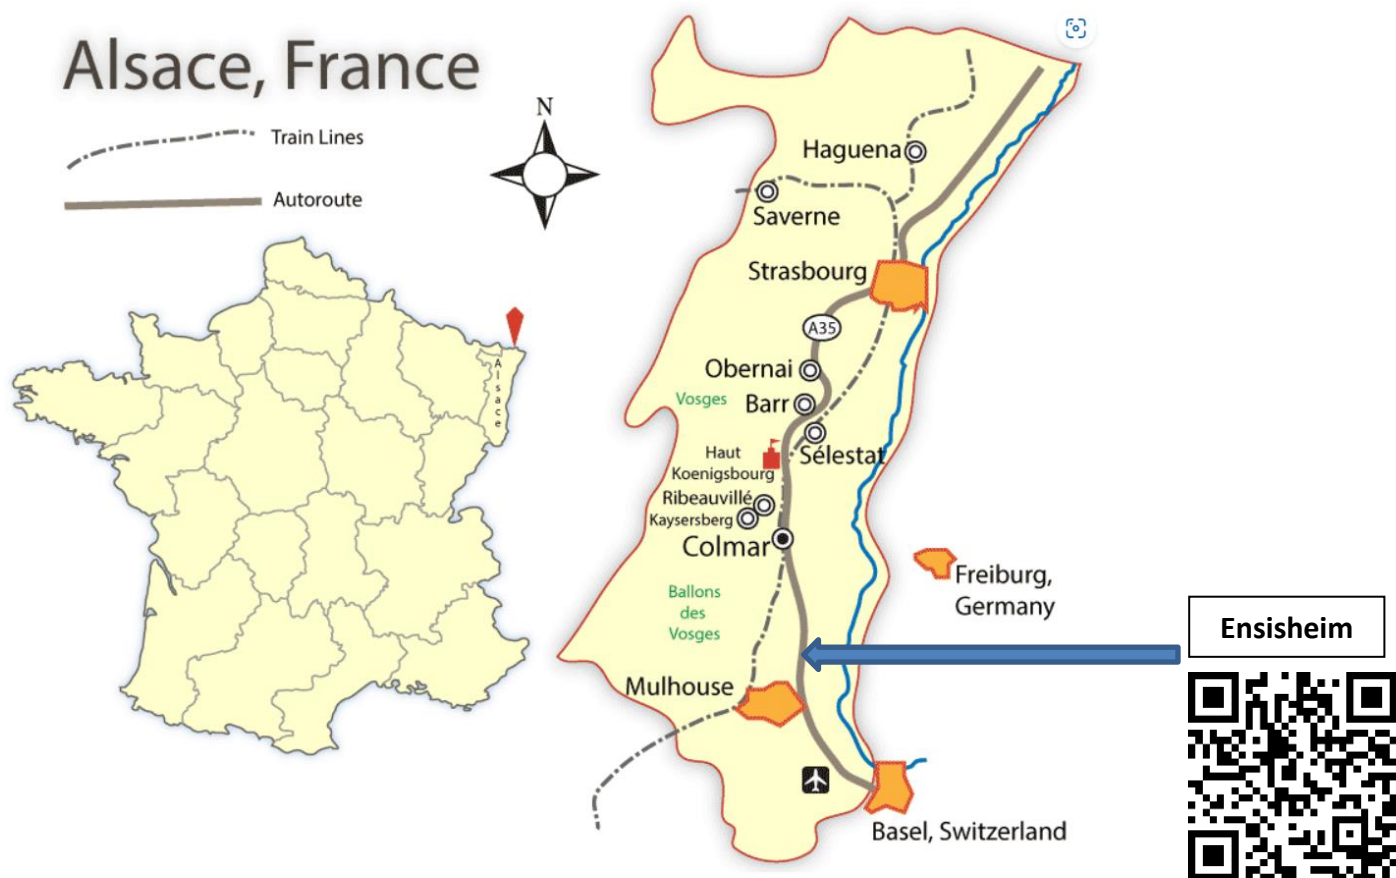 Alsace, France
Train Lines
Autoroute
N
Alsace
Haguena
Saverne
Strasbourg
A35
Obernai
Vosges
Barr
Sélestat
Haut
Koenigsbourg
Ribeauvillé
Kaysersberg
Colmar
Ballons
des
Vosges
Freiburg,
Germany
Ensisheim
Mulhouse
Basel, Switzerland